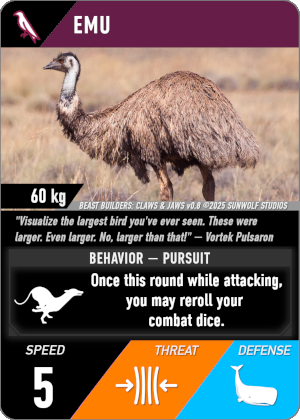 EMU
60 kg
BEAST BUILDERS: CLAWS & JAWS v0.8 ©2025 SUNWOLF STUDIOS
"Visualize the largest bird you've ever seen. These were
larger. Even larger. No, larger than that!" — Vortek Pulsaron
BEHAVIOR — PURSUIT
Once this round while attacking,
you may reroll your
combat dice.
SPEED
THREAT
DEFENSE
5